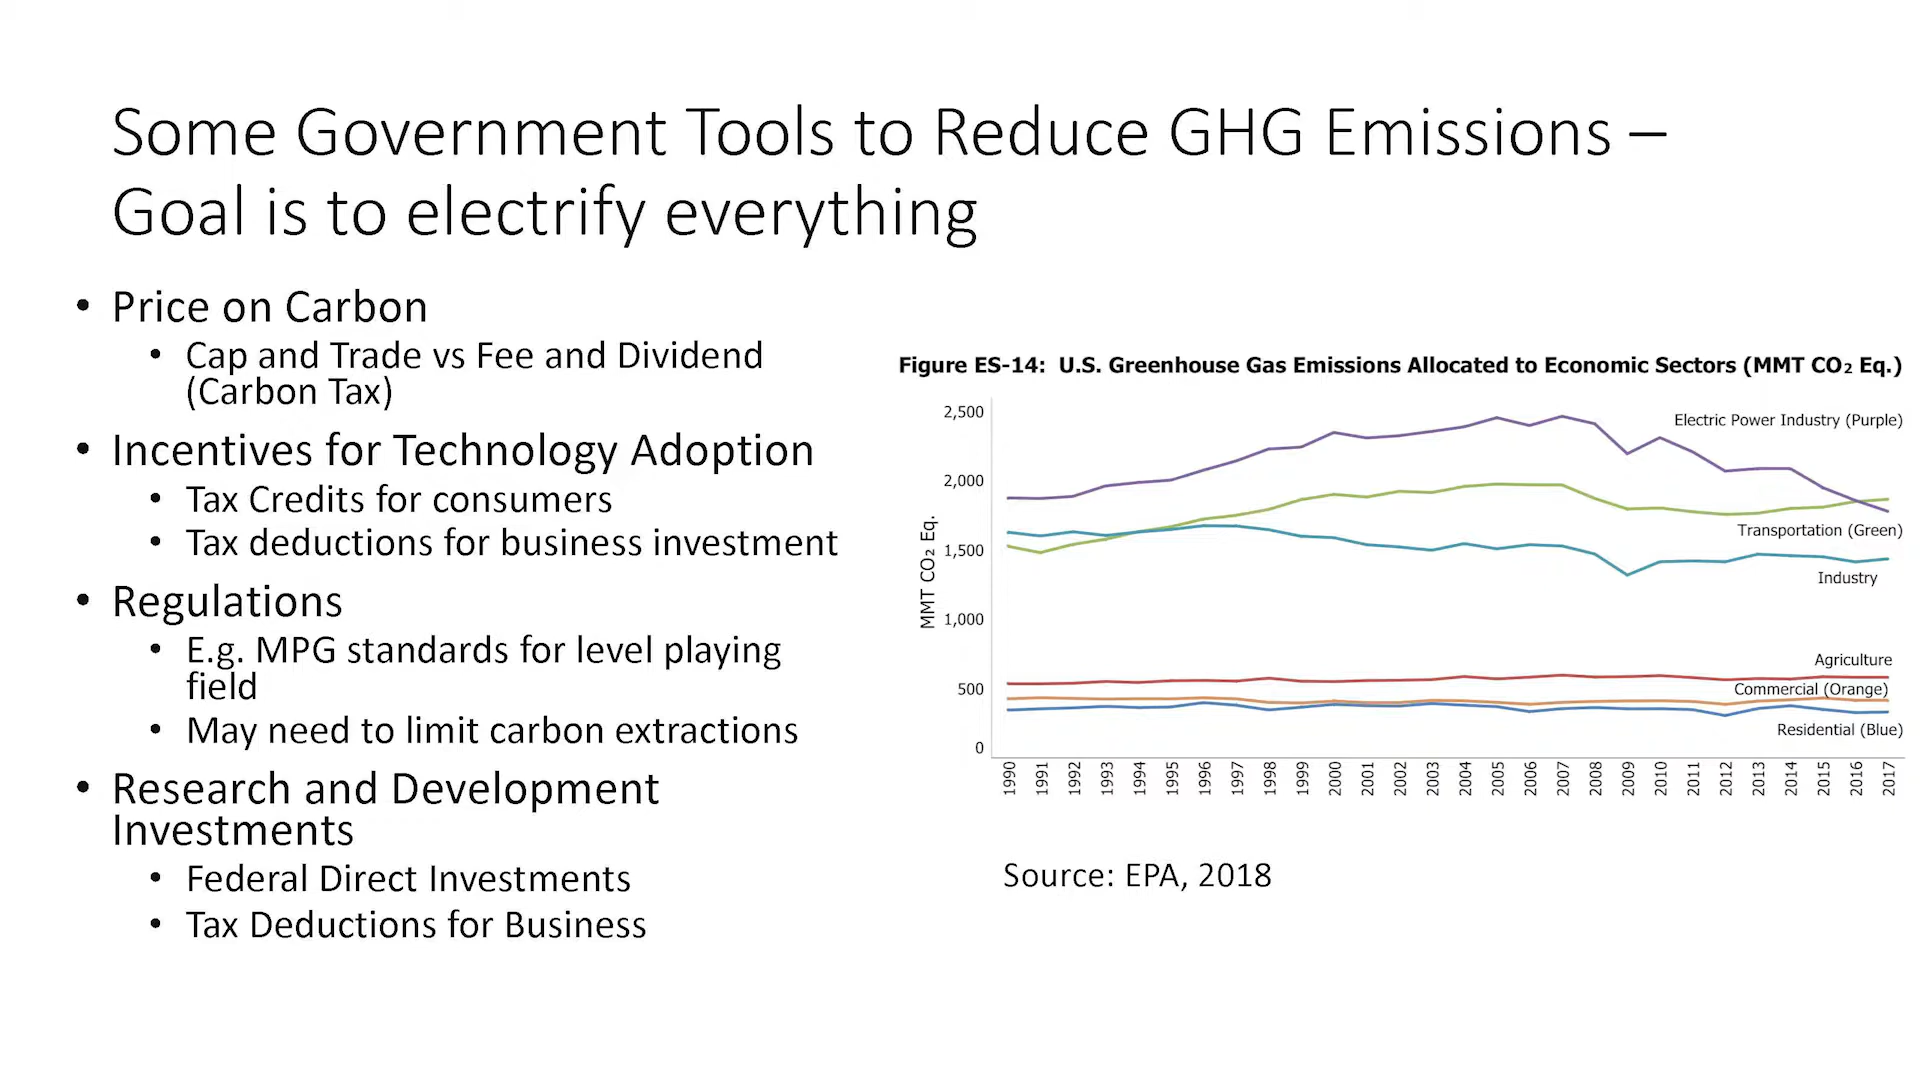 Some Government Tools to Reduce GHG Emissions –
Goal is to electrify everything
• Price on Carbon
• Cap and Trade vs Fee and Dividend
(Carbon Tax)
• Incentives for Technology Adoption
• Tax Credits for consumers
• Tax deductions for business investment
• Regulations
• E.g. MPG standards for level playing
field
• May need to limit carbon extractions
• Research and Development
Investments
• Federal Direct Investments
• Tax Deductions for Business
Figure ES-14: U.S. Greenhouse Gas Emissions Allocated to Economic Sectors (MMT CO₂ Eq.)
MMT CO₂ Eq.
2,500
2,000
1,500
1,000
500
0
Electric Power Industry (Purple)
Transportation (Green)
Industry
Agriculture
Commercial (Orange)
Residential (Blue)
1990 1991 1992 1993 1994 1995 1996 1997 1998 1999 2000 2001 2002 2003 2004 2005 2006 2007 2008 2009 2010 2011 2012 2013 2014 2015 2016 2017
Source: EPA, 2018